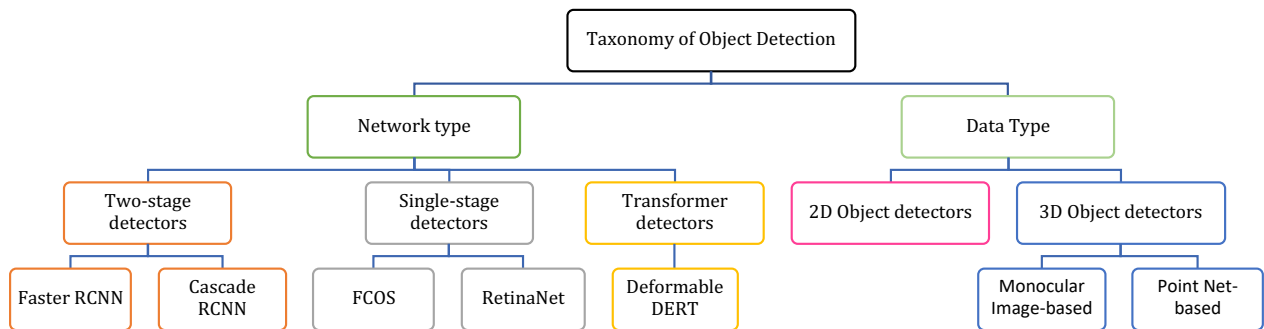 Taxonomy of Object Detection
Network type
Data Type
Two-stage
detectors
Single-stage
detectors
Transformer
detectors
2D Object detectors
3D Object detectors
Faster RCNN
Cascade
RCNN
FCOS
RetinaNet
Deformable
DERT
Monocular
Image-based
Point Net-
based